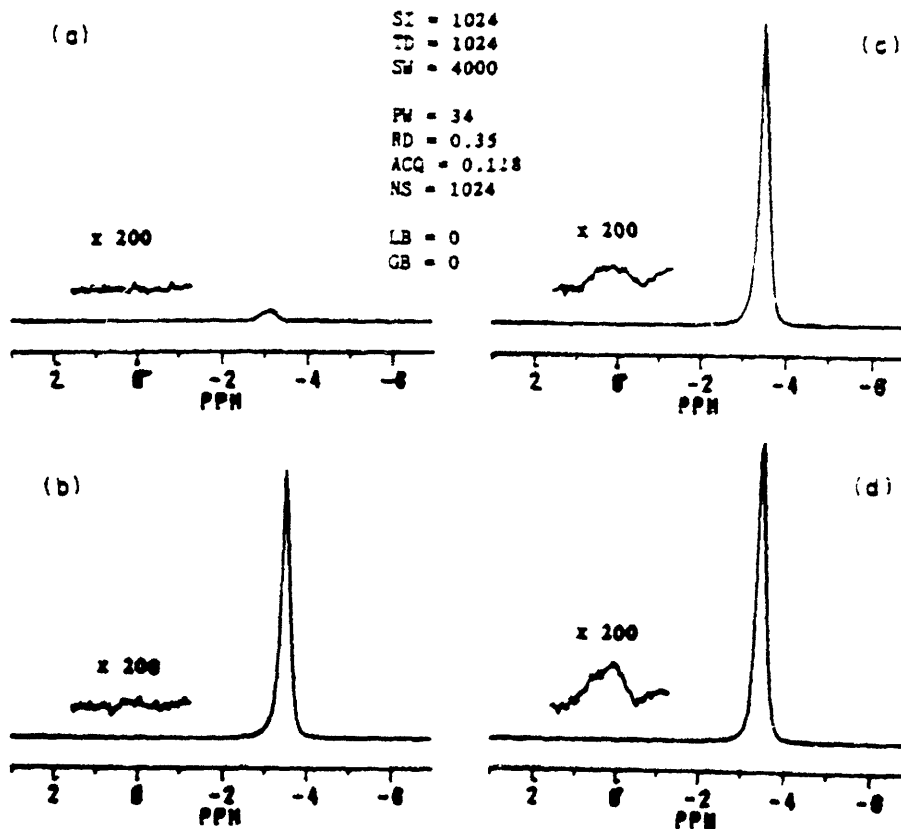 (a)
SI = 1024
TD = 1024
SW = 4000
PW = 34
RD = 0.35
ACQ = 0.128
NS = 1024
LB = 0
GB = 0
x 200
2 0 -2 -4 -6
PPM
(c)
x 200
2 0 -2 -4 -6
PPM
(b)
x 200
2 0 -2 -4 -6
PPM
(d)
x 200
2 0 -2 -4 -6
PPM